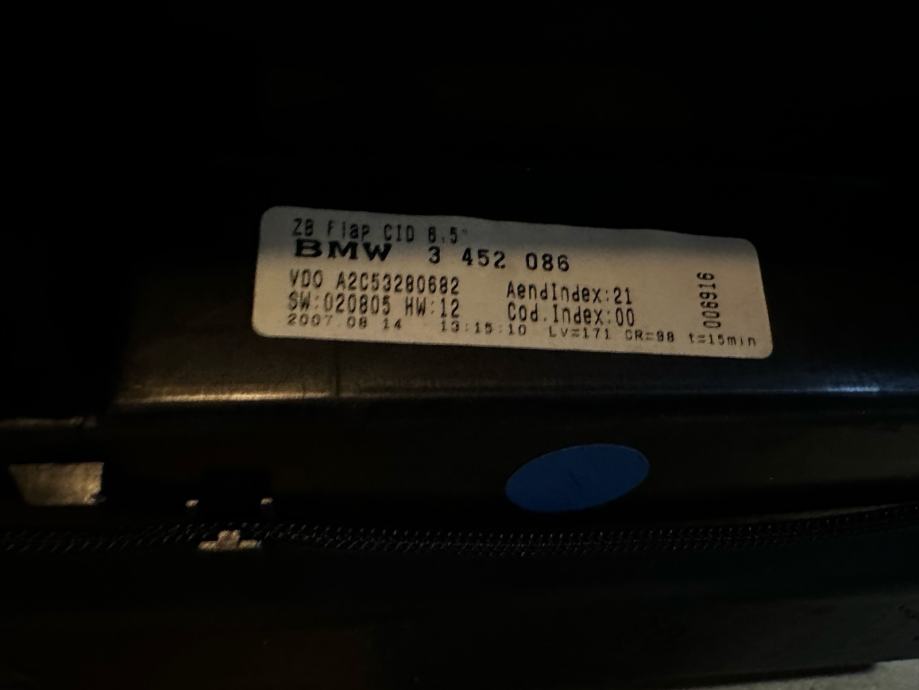 ZB Flap CID 6,5"
BMW 3 452 086
VDO A2C53280682 AendIndex:21
SW:020805 HW:12 Cod.Index:00
2007.08 14 13:15:10 LV=171 CR=98 t=15min
006916